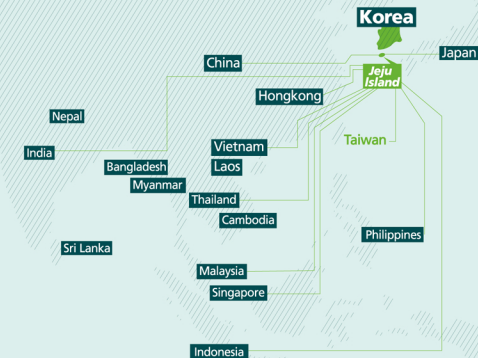 Korea
Japan
China
Jeju
Island
Hongkong
Nepal
Taiwan
Vietnam
India
Bangladesh
Laos
Myanmar
Thailand
Cambodia
Philippines
Sri Lanka
Malaysia
Singapore
Indonesia